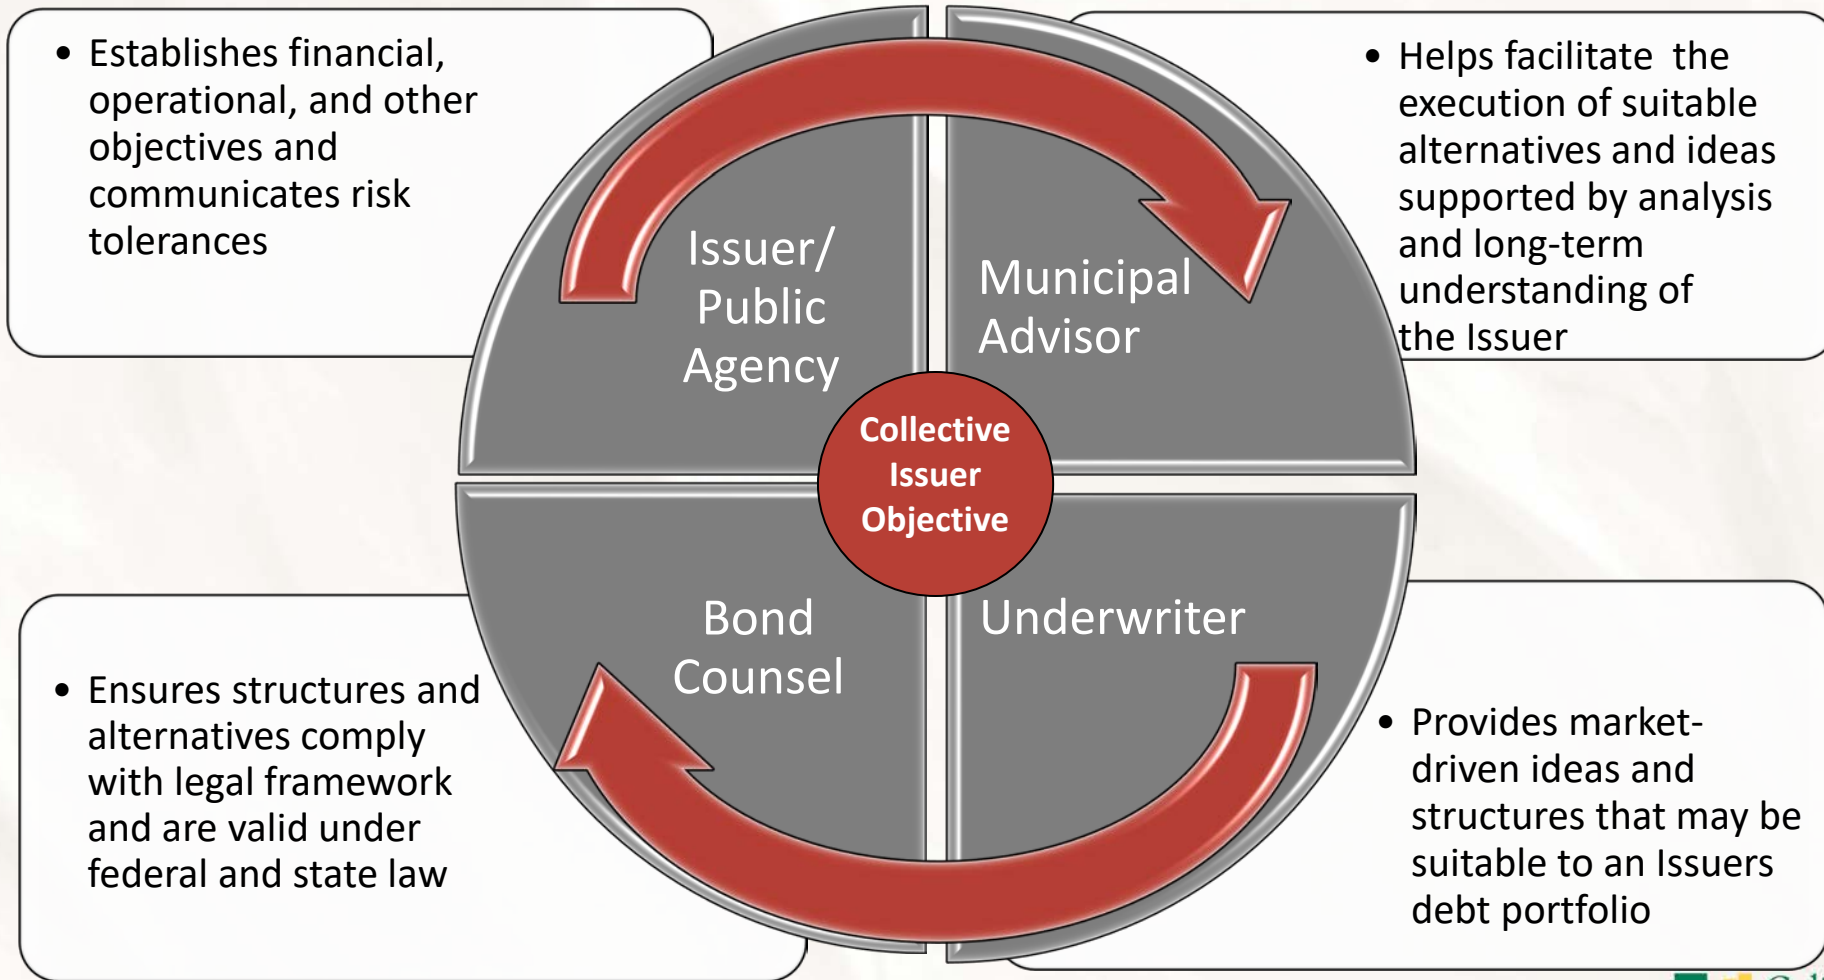 • Establishes financial,
operational, and other
objectives and
communicates risk
tolerances
• Helps facilitate  the
execution of suitable
alternatives and ideas
supported by analysis
and long-term
understanding of
the Issuer
Issuer/
Public
Agency
Municipal
Advisor
Collective
Issuer
Objective
Bond
Counsel
Underwriter
• Ensures structures and
alternatives comply
with legal framework
and are valid under
federal and state law
• Provides market-
driven ideas and
structures that may be
suitable to an Issuers
debt portfolio